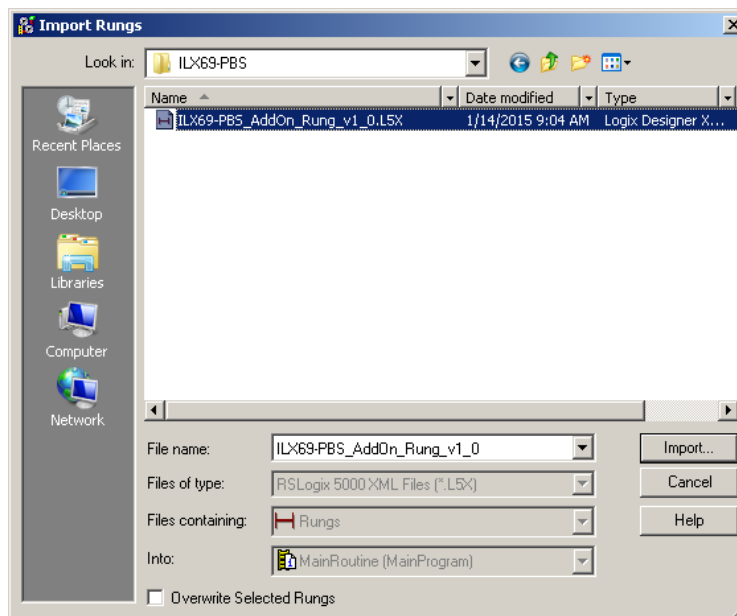 Import Rungs
Look in: ILX69-PBS
Name Date modified Type
ILX69-PBS_AddOn_Rung_v1_0.L5X 1/14/2015 9:04 AM Logix Designer X...
Recent Places
Desktop
Libraries
Computer
Network
File name: ILX69-PBS_AddOn_Rung_v1_0 Import...
Files of type: RSLogix 5000 XML Files (*.L5X) Cancel
Files containing: Rungs Help
Into: MainRoutine (MainProgram)
Overwrite Selected Rungs